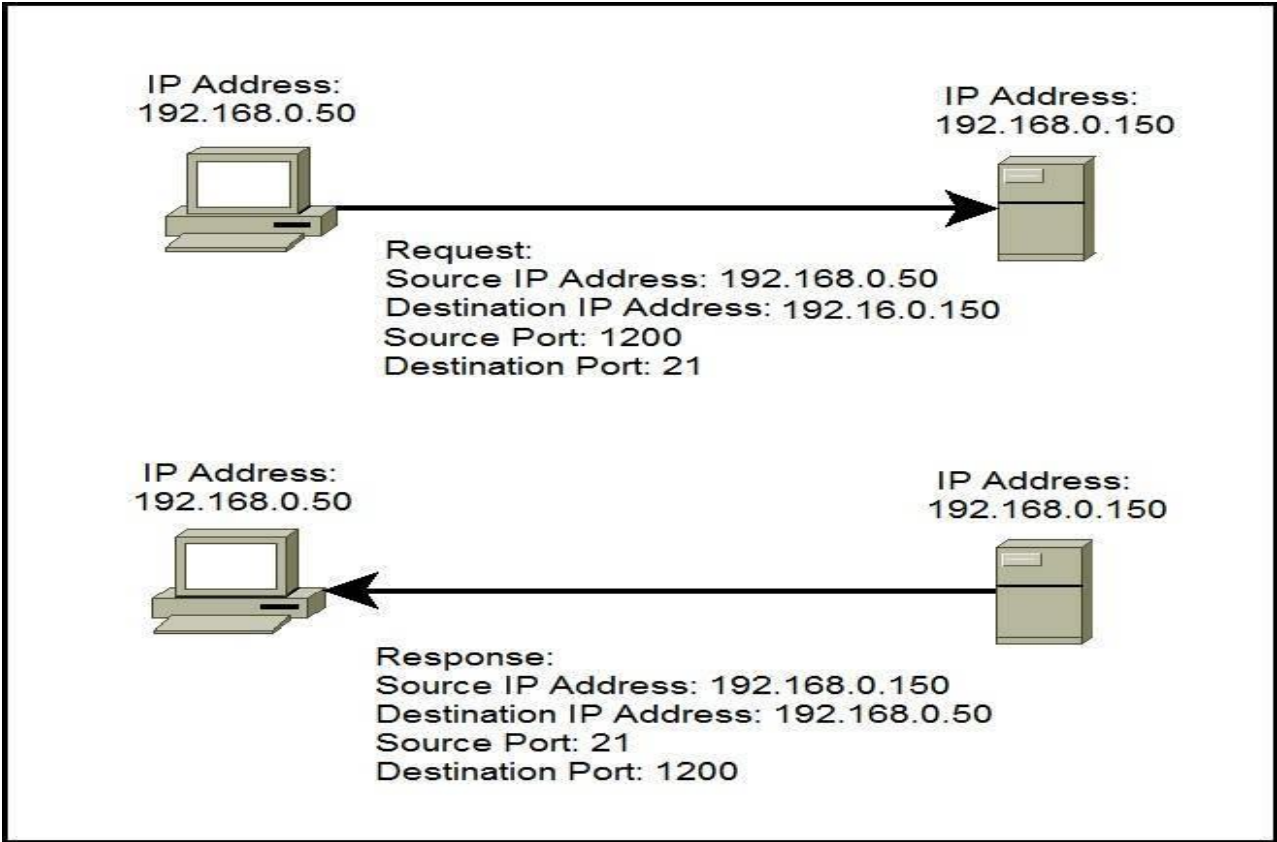 IP Address:
192.168.0.50
IP Address:
192.168.0.150
Request:
Source IP Address: 192.168.0.50
Destination IP Address: 192.16.0.150
Source Port: 1200
Destination Port: 21
IP Address:
192.168.0.50
IP Address:
192.168.0.150
Response:
Source IP Address: 192.168.0.150
Destination IP Address: 192.168.0.50
Source Port: 21
Destination Port: 1200